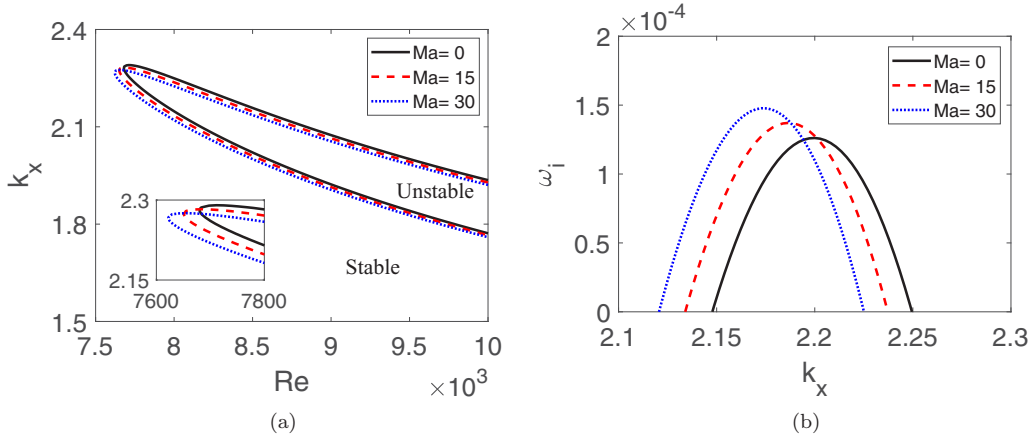 2.4
2.1
1.8
1.5
k_x
Ma= 0
Ma= 15
Ma= 30
Unstable
Stable
2.3
2.15
7600
7800
7.5
8
8.5
9
9.5
10
Re
×10³
(a)
2
×10⁻⁴
1.5
1
0.5
0
ω_i
Ma= 0
Ma= 15
Ma= 30
2.1
2.15
2.2
2.25
2.3
k_x
(b)